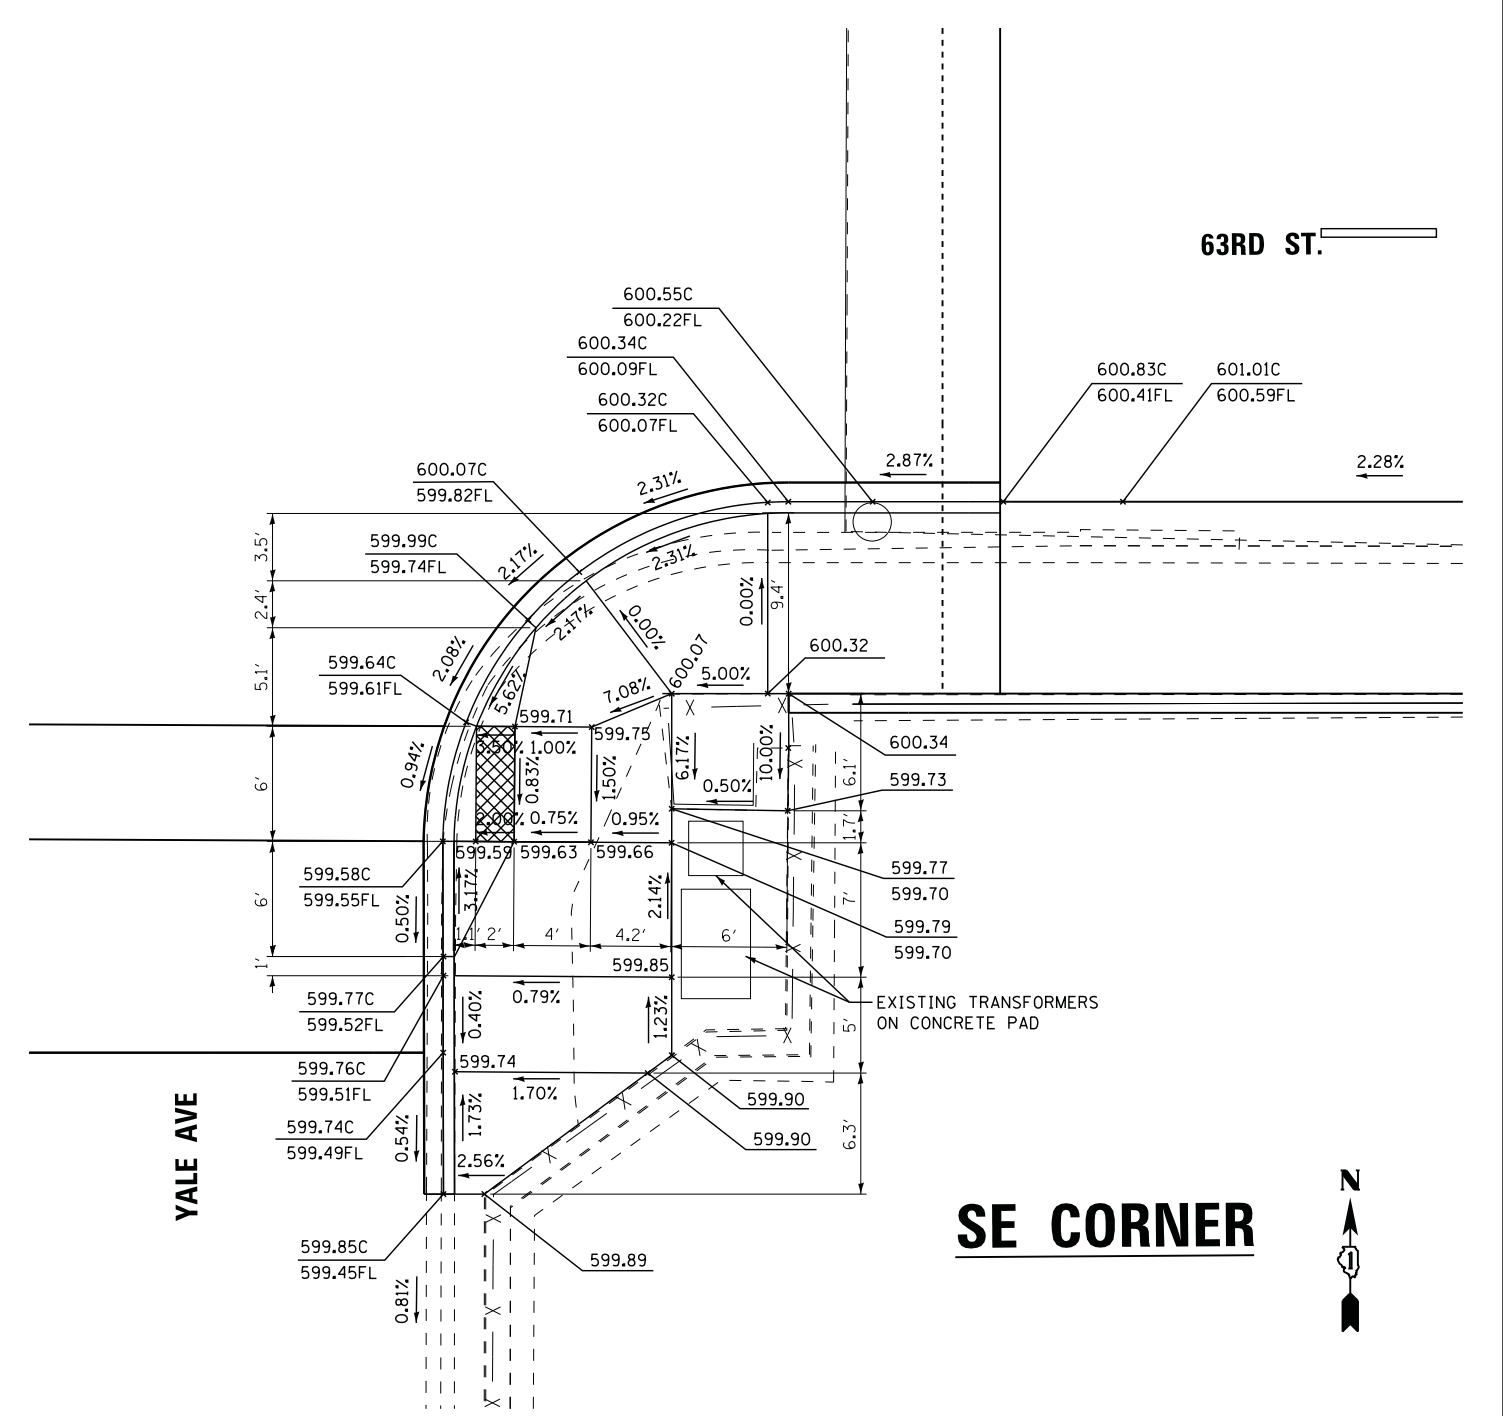 63RD ST.
600.55C
600.22FL
600.34C
600.09FL
600.32C
600.07FL
600.83C
600.41FL
601.01C
600.59FL
2.87%
2.28%
600.07C
599.82FL
2.31%
599.99C
599.74FL
2.17%
2.31%
3.5'
2.4'
5.1'
6'
6'
1'
2.17%
0.00%
0.00%
9.4'
600.07
600.32
2.08%
599.64C
599.61FL
5.62%
7.08%
5.00%
599.71
599.75
3.50%
1.00%
0.94%
0.83%
1.50%
6.17%
10.00%
0.50%
600.34
599.73
6.1'
1.7'
7'
5'
6.3'
2.00%
0.75%
0.95%
599.59
599.63
599.66
599.58C
599.55FL
599.77
599.70
599.79
599.70
3.17%
2.14%
0.50%
1.1'
2'
4'
4.2'
6'
599.85
599.77C
599.52FL
0.79%
0.40%
1.23%
EXISTING TRANSFORMERS
ON CONCRETE PAD
599.76C
599.51FL
599.74
1.70%
599.90
599.90
599.74C
599.49FL
0.54%
1.73%
2.56%
YALE AVE
599.85C
599.45FL
0.81%
599.89
SE CORNER
N
1